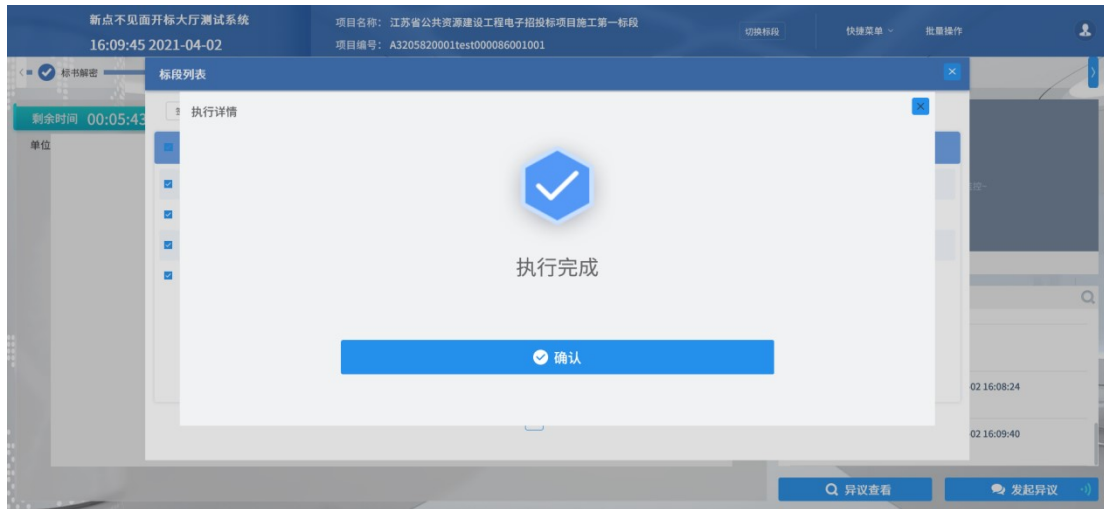 新点不见面开标大厅测试系统
16:09:45 2021-04-02
项目名称： 江苏省公共资源建设工程电子招投标项目施工第一标段
项目编号： A3205820001test000086001001
切换标段
快捷菜单
批量操作
标书解密
标段列表
剩余时间 00:05:43
执行详情
单位
执行完成
确认
02 16:08:24
02 16:09:40
异议查看
发起异议